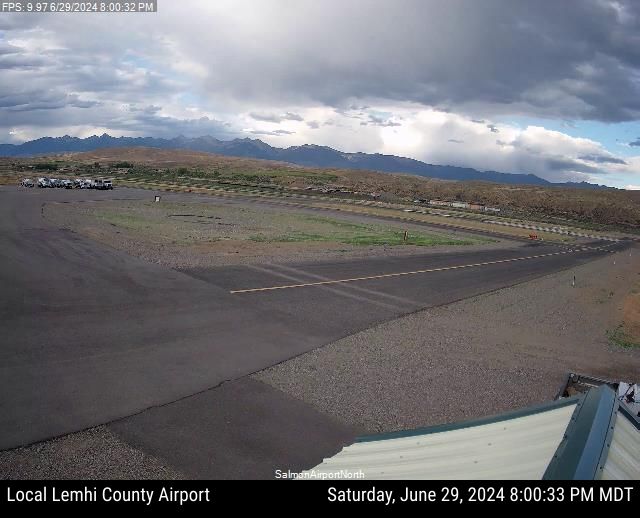 FPS: 9.97 6/29/2024 8:00:32 PM
SalmonAirportNorth
Local Lemhi County Airport
Saturday, June 29, 2024 8:00:33 PM MDT